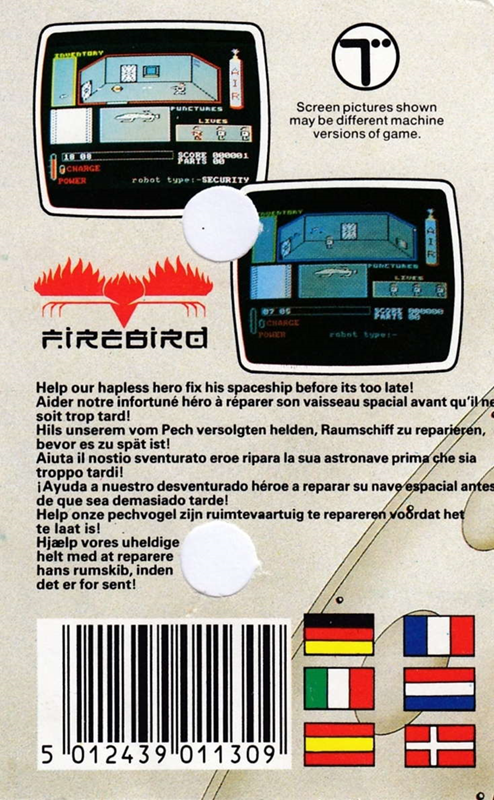 INVENTORY
AIR
PUNCTURES
LIVES
10 00
SCORE 000001
PARTS 00
CHARGE
POWER
robot type:-SECURITY
Screen pictures shown
may be different machine
versions of game.
INVENTORY
AIR
PUNCTURES
LIVES
07 05
SCORE 000000
PARTS 00
CHARGE
POWER
robot type:-
FIREBIRD
Help our hapless hero fix his spaceship before its too late!
Aider notre infortuné héro à réparer son vaisseau spacial avant qu'il ne
soit trop tard!
Hils unserem vom Pech versolgten helden, Raumschiff zu reparieren,
bevor es zu spät ist!
Aiuta il nostio sventurato eroe ripara la sua astronave prima che sia
troppo tardi!
¡Ayuda a nuestro desventurado héroe a reparar su nave espacial antes
de que sea demasiado tarde!
Help onze pechvogel zijn ruimtevaartuig te repareren voordat het
te laat is!
Hjælp vores uheldige
helt med at reparere
hans rumskib, inden
det er for sent!
5 012439 011309